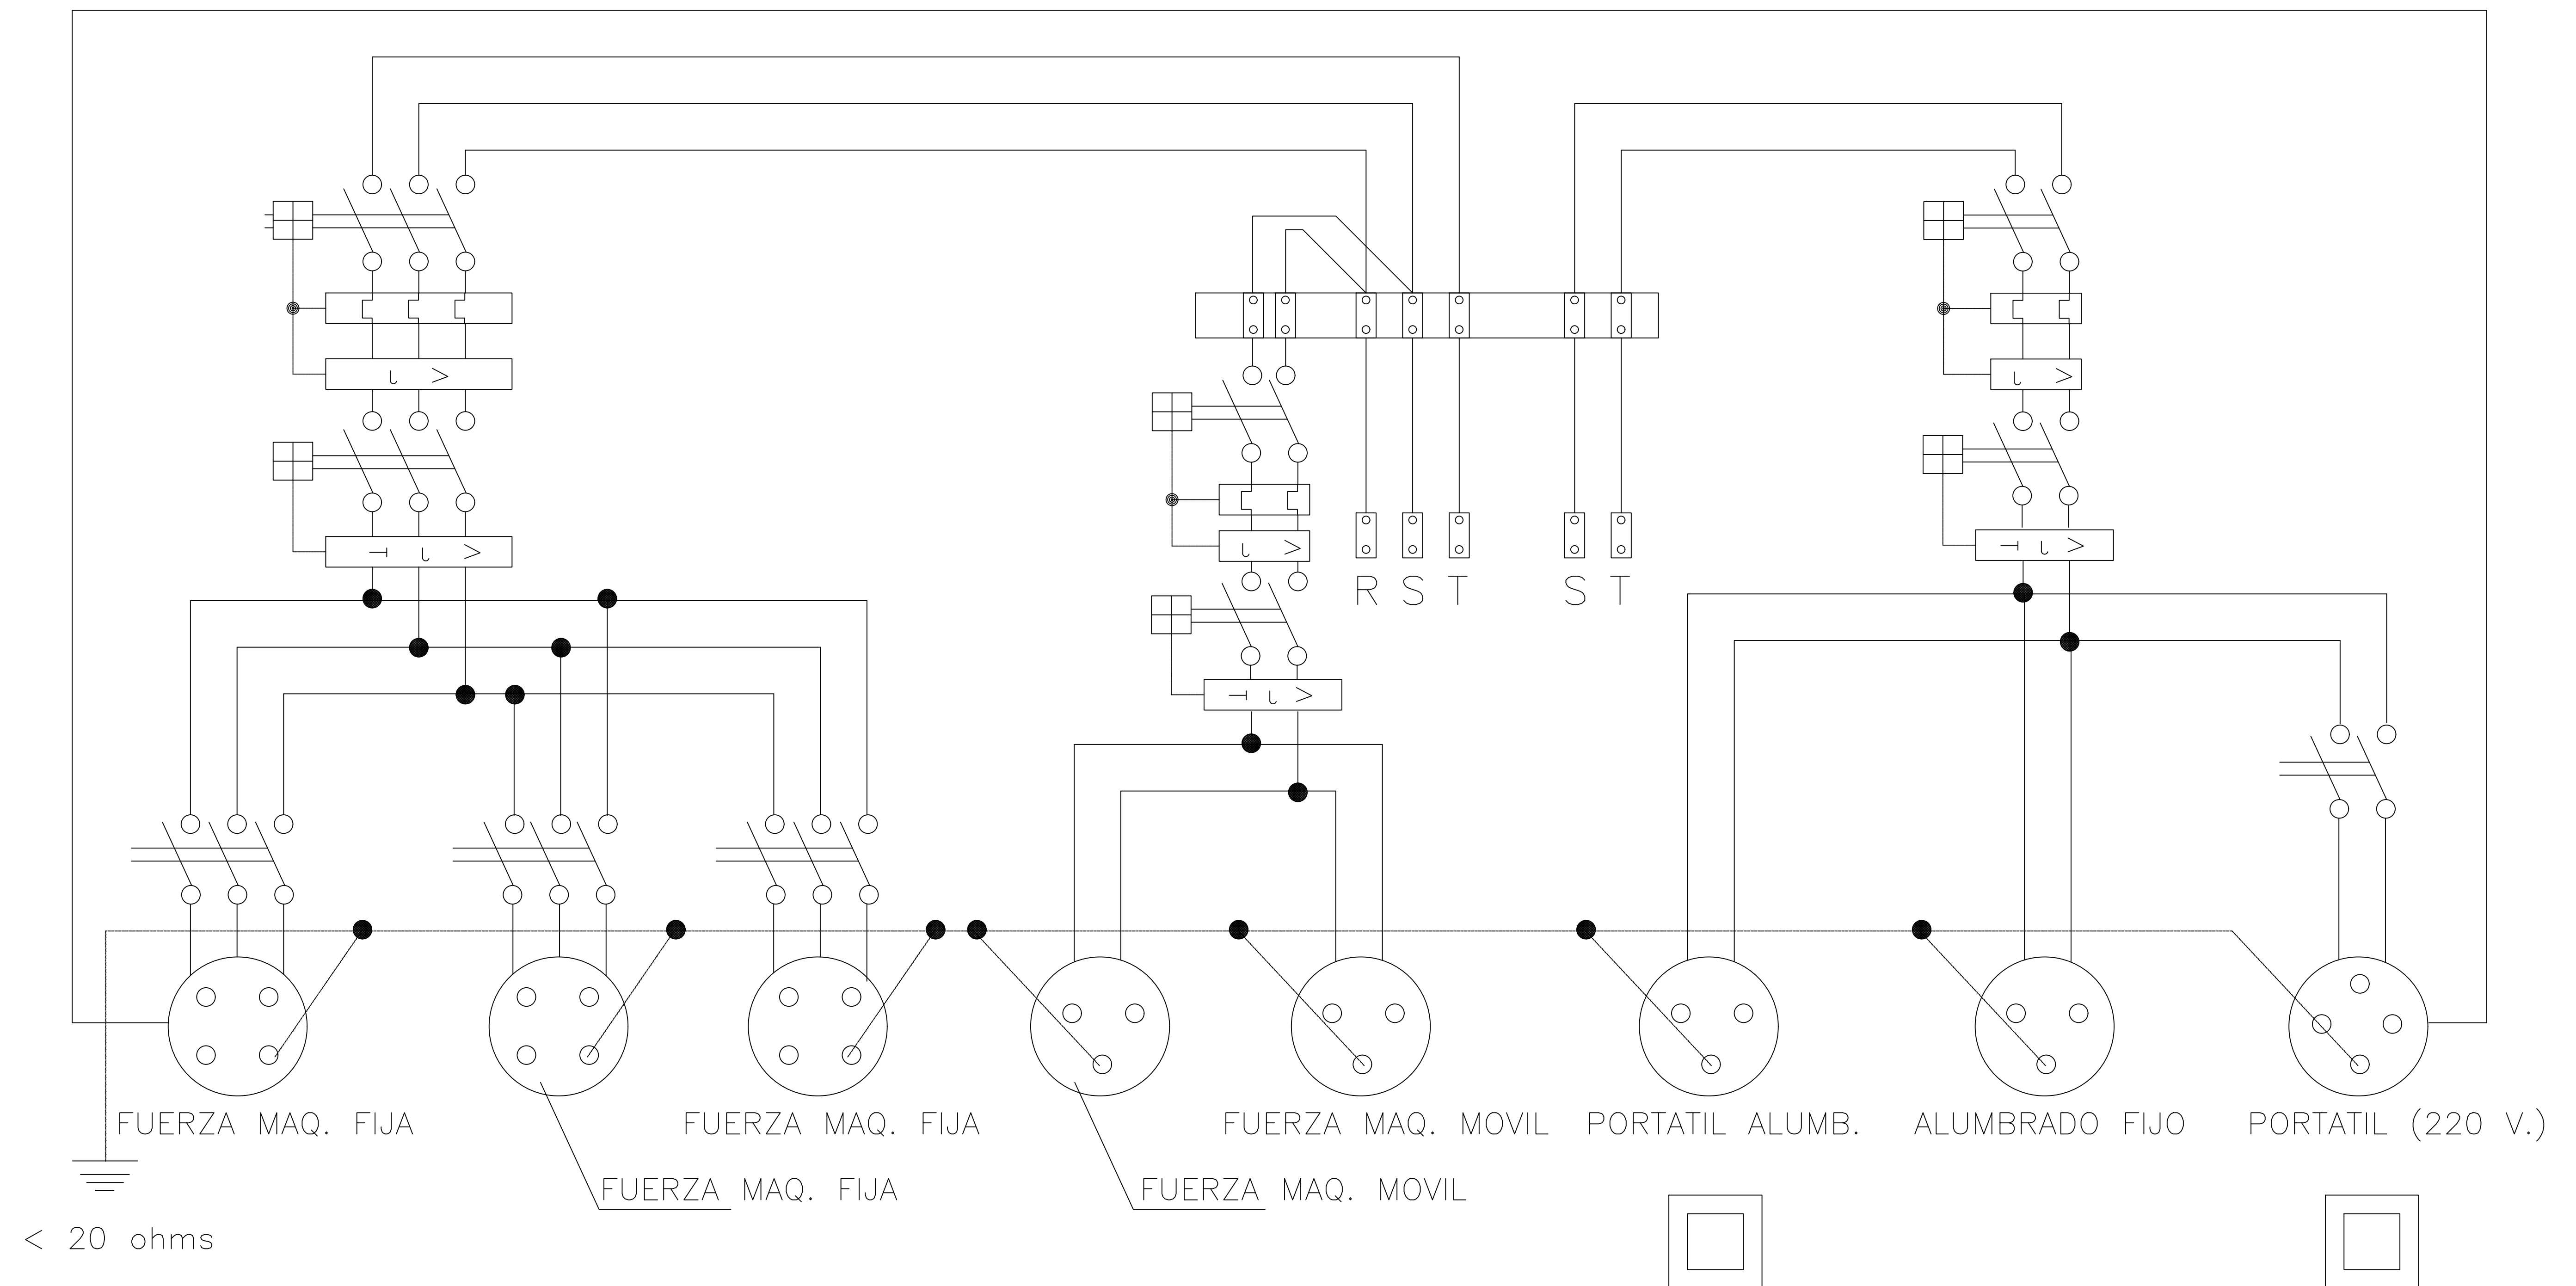 R S T S T
FUERZA MAQ. FIJA
FUERZA MAQ. FIJA
FUERZA MAQ. MOVIL
PORTATIL ALUMB.
ALUMBRADO FIJO
PORTATIL (220 V.)
FUERZA MAQ. FIJA
FUERZA MAQ. MOVIL
< 20 ohms